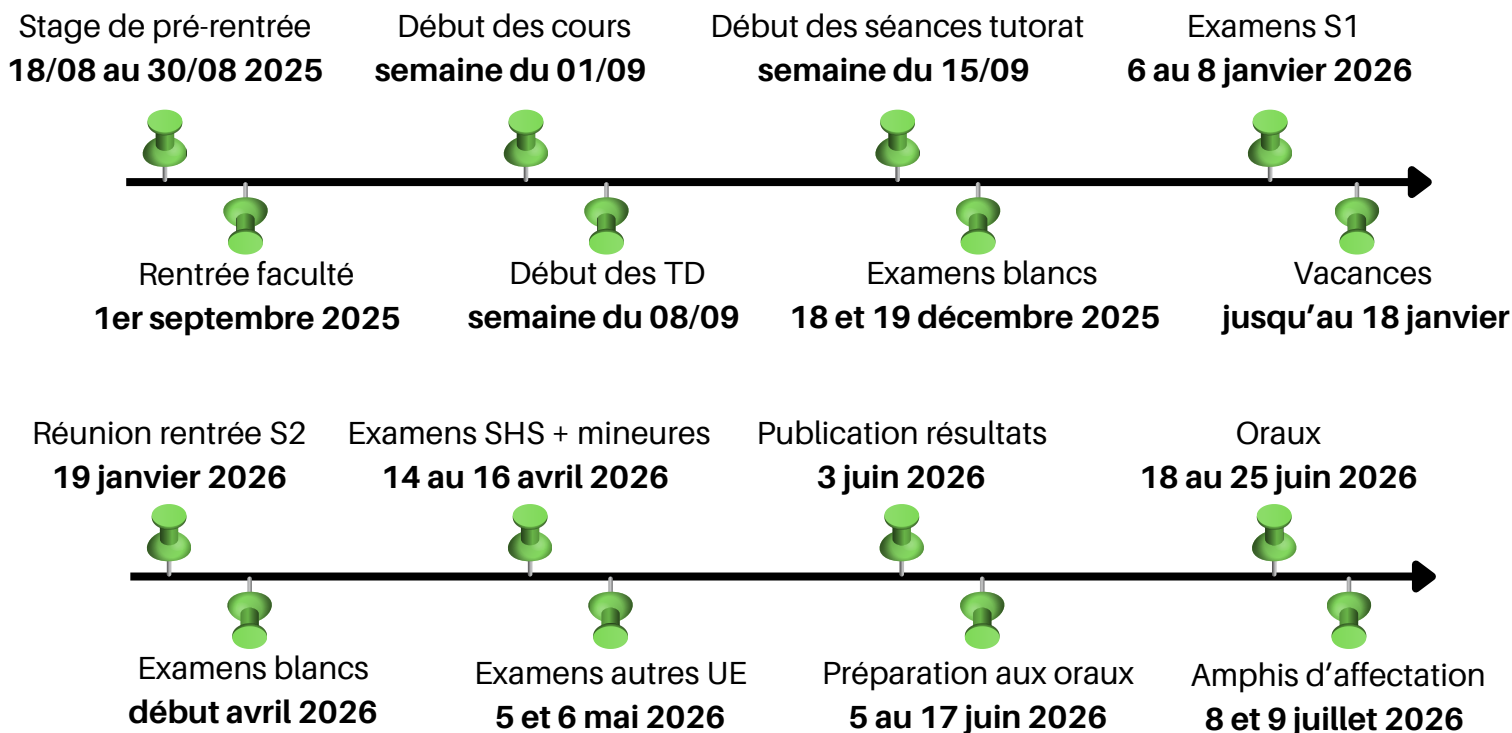 Stage de pré-rentrée
18/08 au 30/08 2025
Début des cours
semaine du 01/09
Début des séances tutorat
semaine du 15/09
Examens S1
6 au 8 janvier 2026
Rentrée faculté
1er septembre 2025
Début des TD
semaine du 08/09
Examens blancs
18 et 19 décembre 2025
Vacances
jusqu'au 18 janvier
Réunion rentrée S2
19 janvier 2026
Examens SHS + mineures
14 au 16 avril 2026
Publication résultats
3 juin 2026
Oraux
18 au 25 juin 2026
Examens blancs
début avril 2026
Examens autres UE
5 et 6 mai 2026
Préparation aux oraux
5 au 17 juin 2026
Amphis d'affectation
8 et 9 juillet 2026